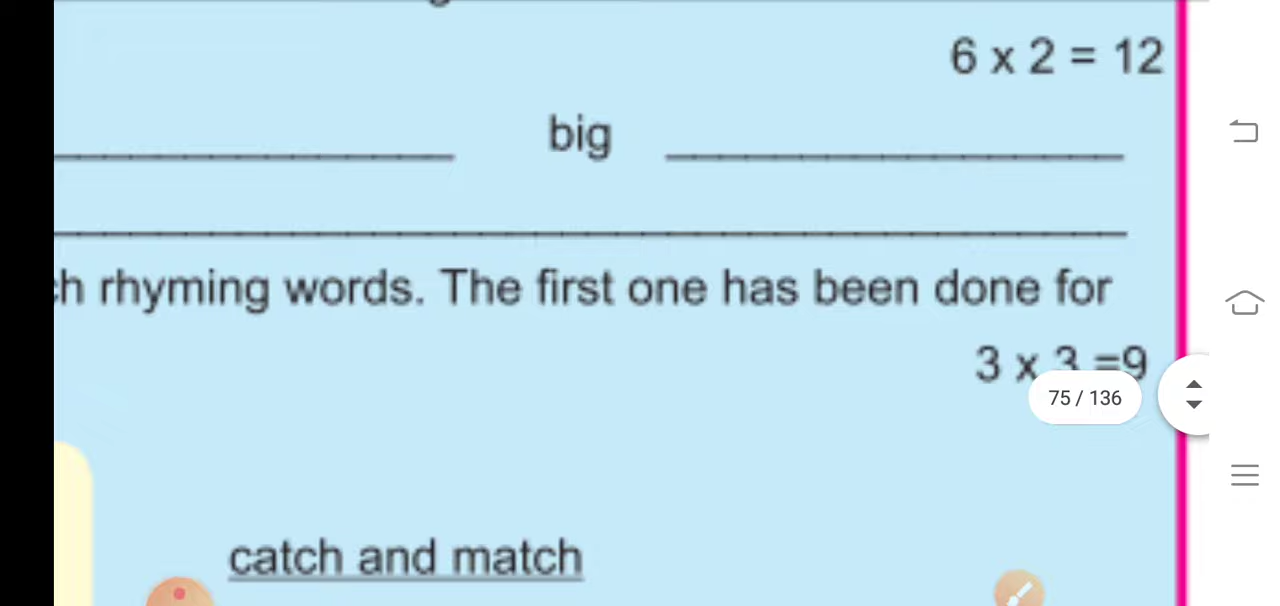 6 x 2 = 12
big
h rhyming words. The first one has been done for
3 x 3 =9
75 / 136
catch and match